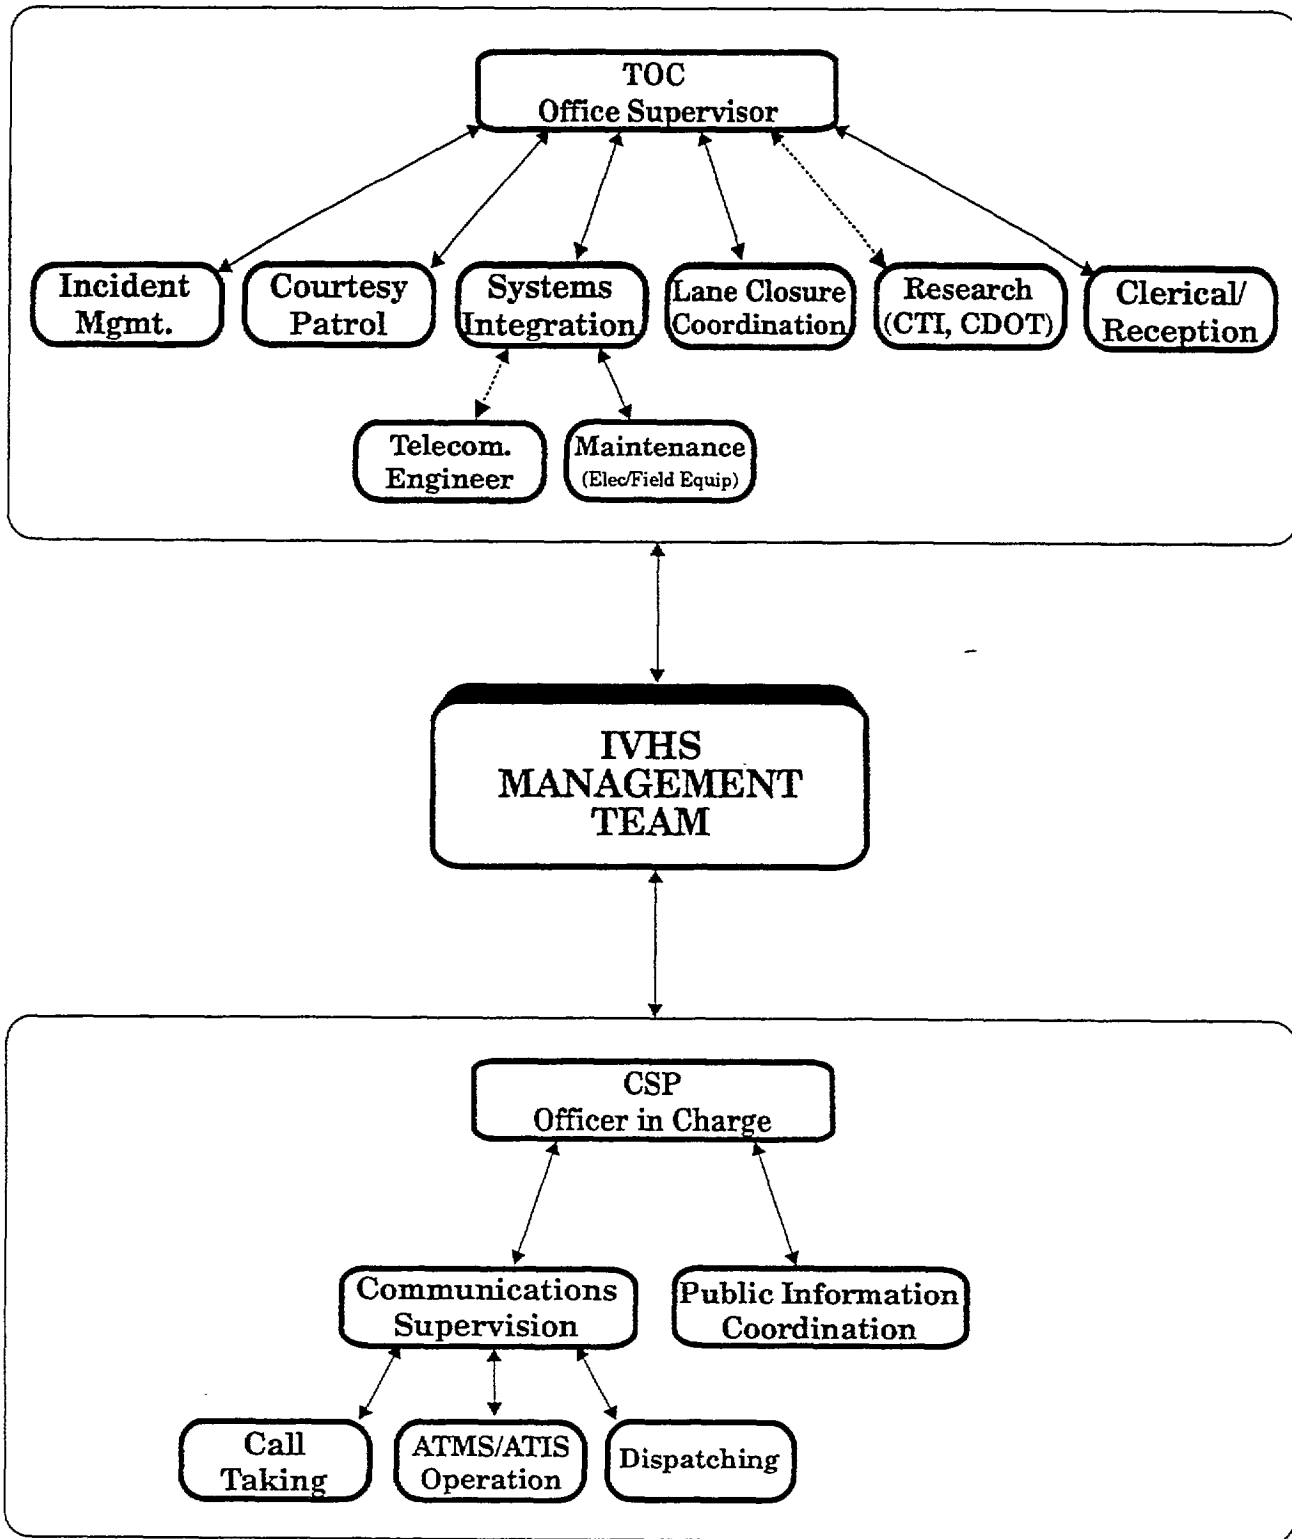 TOC
Office Supervisor
Incident
Mgmt.
Courtesy
Patrol
Systems
Integration
Lane Closure
Coordination
Research
(CTI, CDOT)
Clerical/
Reception
Telecom.
Engineer
Maintenance
(Elec/Field Equip)
IVHS
MANAGEMENT
TEAM
CSP
Officer in Charge
Communications
Supervision
Public Information
Coordination
Call
Taking
ATMS/ATIS
Operation
Dispatching